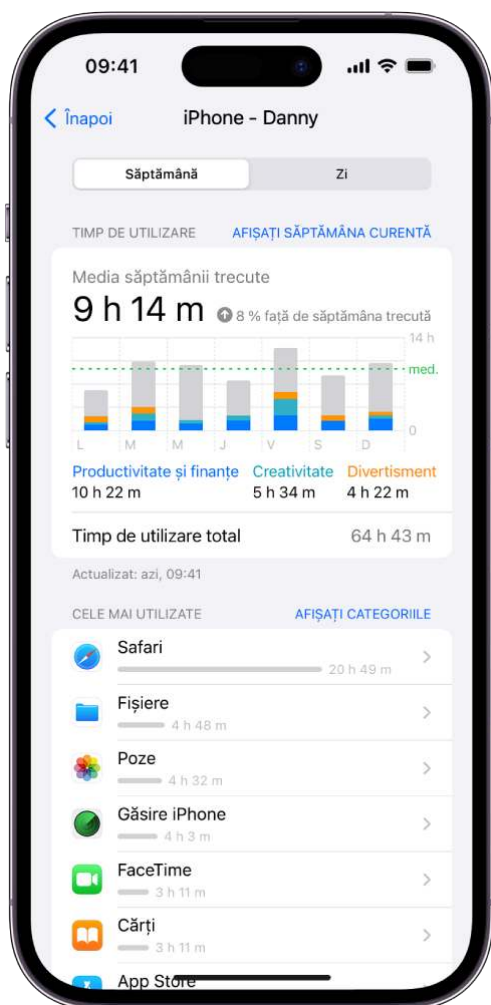 09:41
Înapoi
iPhone - Danny
Săptămână Zi
TIMP DE UTILIZARE AFIȘAȚI SĂPTĂMÂNA CURENTĂ
Media săptămânii trecute
9 h 14 m 8 % față de săptămâna trecută
14 h
med.
0
L M M J V S D
Productivitate și finanțe Creativitate Divertisment
10 h 22 m 5 h 34 m 4 h 22 m
Timp de utilizare total 64 h 43 m
Actualizat: azi, 09:41
CELE MAI UTILIZATE AFIȘAȚI CATEGORIILE
Safari
20 h 49 m
Fișiere
4 h 48 m
Poze
4 h 32 m
Găsire iPhone
4 h 3 m
FaceTime
3 h 11 m
Cărți
3 h 11 m
App Store